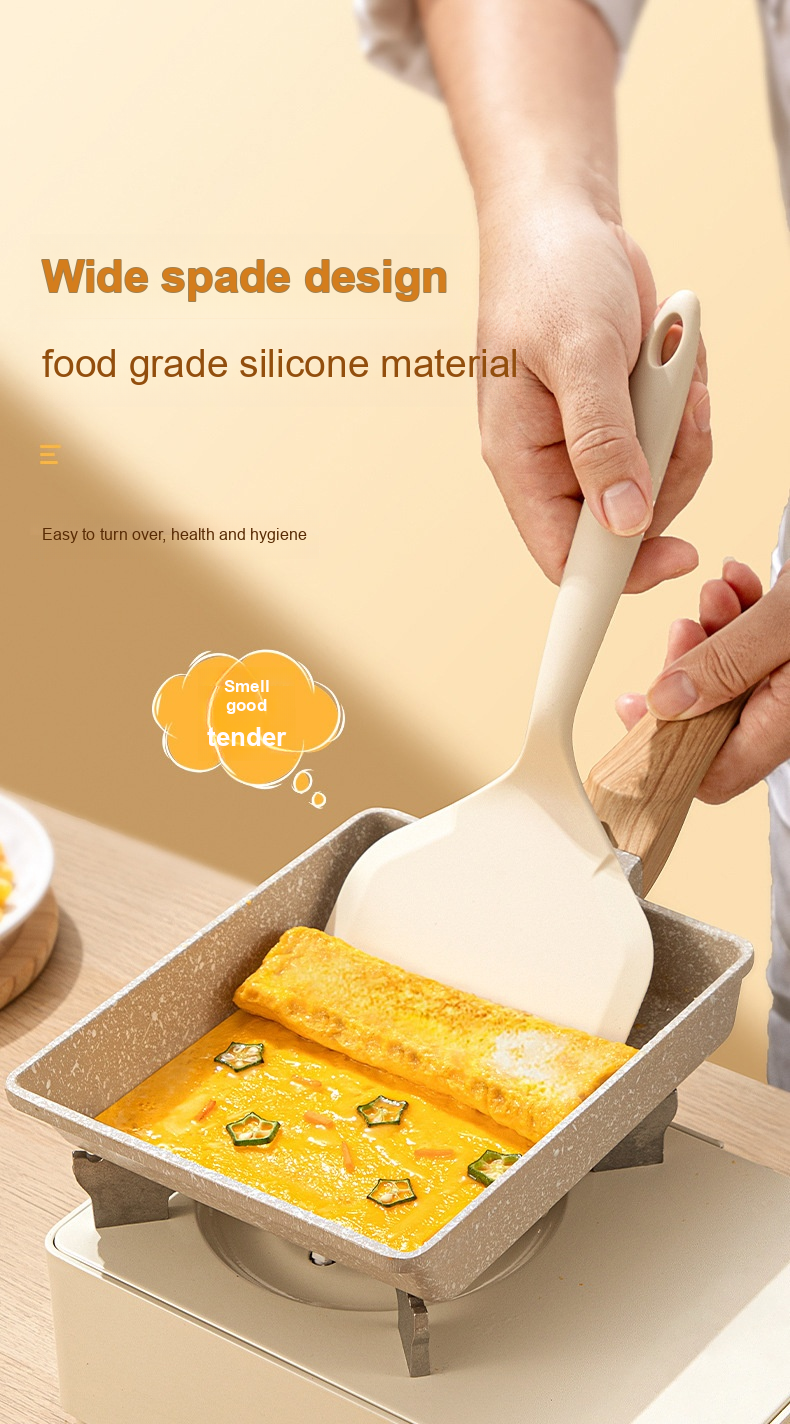 Wide spade design
food grade silicone material
Easy to turn over, health and hygiene
Smell
good
tender